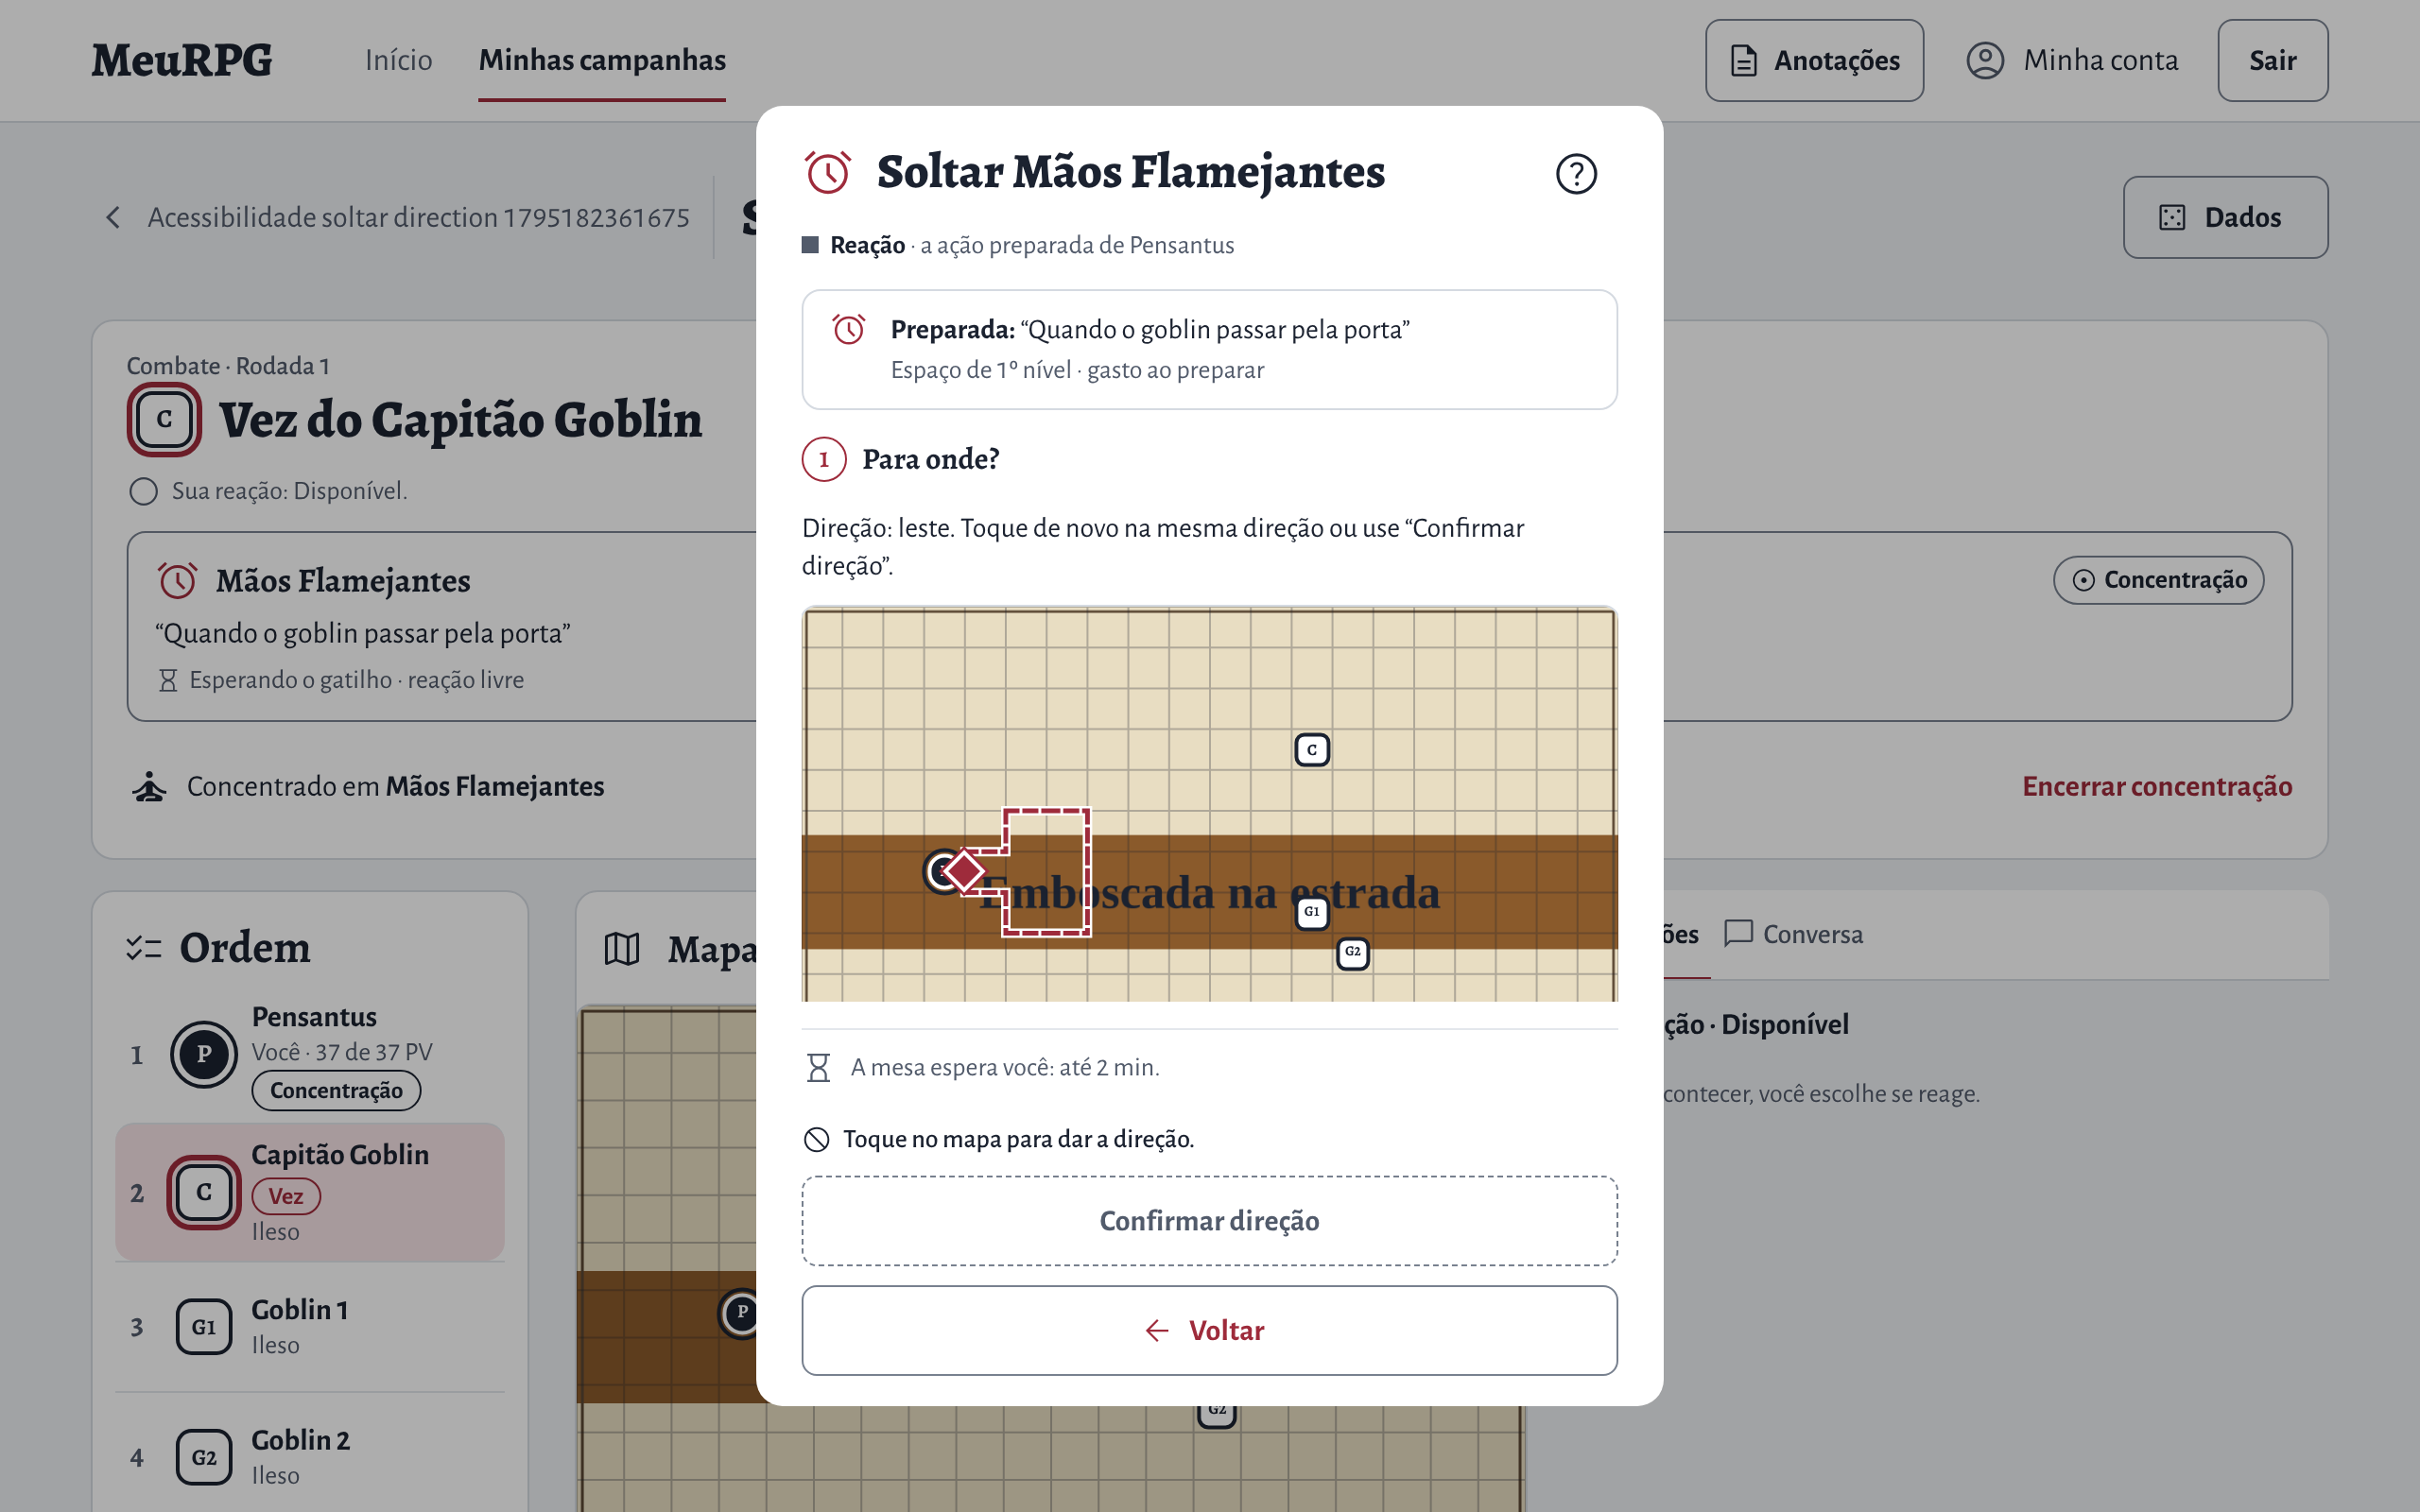 MeuRPG
Início
Minhas campanhas
Anotações
Minha conta
Sair
Acessibilidade soltar direction 1795182361675
Dados
Combate · Rodada 1
C
Vez do Capitão Goblin
Sua reação: Disponível.
Mãos Flamejantes
“Quando o goblin passar pela porta”
Esperando o gatilho · reação livre
Concentração
Concentrado em Mãos Flamejantes
Encerrar concentração
Ordem
1
P
Pensantus
Você · 37 de 37 PV
Concentração
2
C
Capitão Goblin
Vez
Ileso
3
G1
Goblin 1
Ileso
4
G2
Goblin 2
Ileso
Mapa
P
G2
Conversa
· Disponível
você escolhe se reage.
Soltar Mãos Flamejantes
?
Reação · a ação preparada de Pensantus
Preparada: “Quando o goblin passar pela porta”
Espaço de 1º nível · gasto ao preparar
1
Para onde?
Direção: leste. Toque de novo na mesma direção ou use “Confirmar
direção”.
C
Emboscada na estrada
G1
G2
A mesa espera você: até 2 min.
Toque no mapa para dar a direção.
Confirmar direção
Voltar